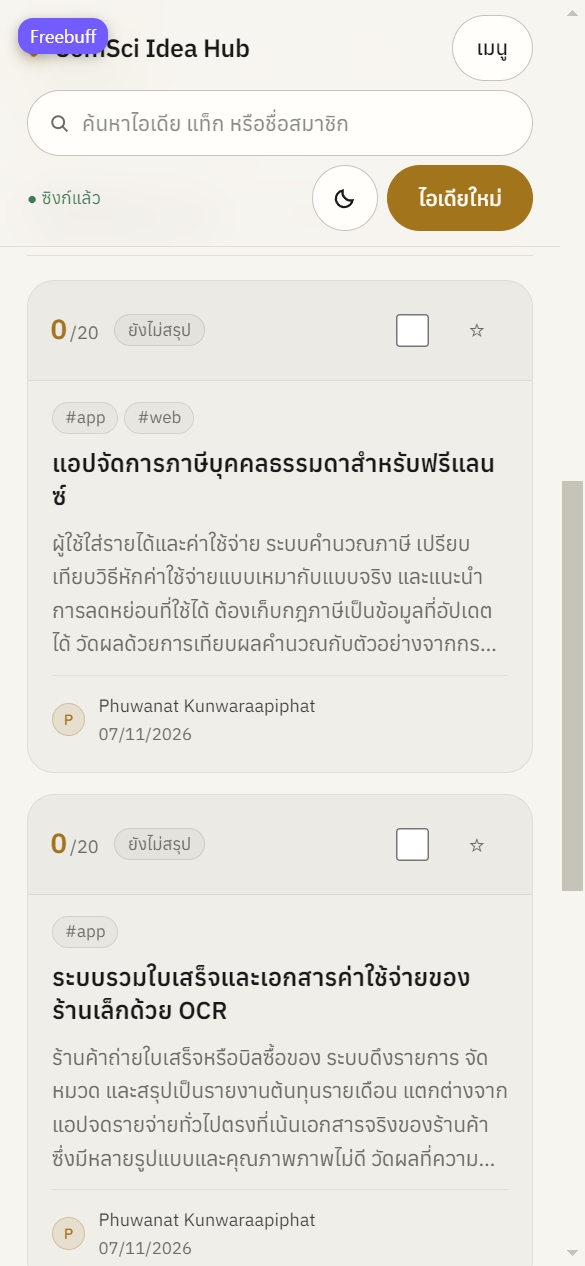 Freebuff
Sci Idea Hub
เมนู
ค้นหาไอเดีย แท็ก หรือชื่อสมาชิก
ซิงก์แล้ว
ไอเดียใหม่
0/20 ยังไม่สรุป
#app #web
แอปจัดการภาษีบุคคลธรรมดาสำหรับฟรีแลน
ซ์
ผู้ใช้ใส่รายได้และค่าใช้จ่าย ระบบคำนวณภาษี เปรียบ
เทียบวิธีหักค่าใช้จ่ายแบบเหมากับแบบจริง และแนะนำ
การลดหย่อนที่ใช้ได้ ต้องเก็บกฎภาษีเป็นข้อมูลที่อัปเดต
ได้ วัดผลด้วยการเทียบผลคำนวณกับตัวอย่างจากกร...
P
Phuwanat Kunwaraapiphat
07/11/2026
0/20 ยังไม่สรุป
#app
ระบบรวมใบเสร็จและเอกสารค่าใช้จ่ายของ
ร้านเล็กด้วย OCR
ร้านค้าถ่ายใบเสร็จหรือบิลซื้อของ ระบบดึงรายการ จัด
หมวด และสรุปเป็นรายงานต้นทุนรายเดือน แตกต่างจาก
แอปจดรายจ่ายทั่วไปตรงที่เน้นเอกสารจริงของร้านค้า
ซึ่งมีหลายรูปแบบและคุณภาพภาพไม่ดี วัดผลที่ความ...
P
Phuwanat Kunwaraapiphat
07/11/2026